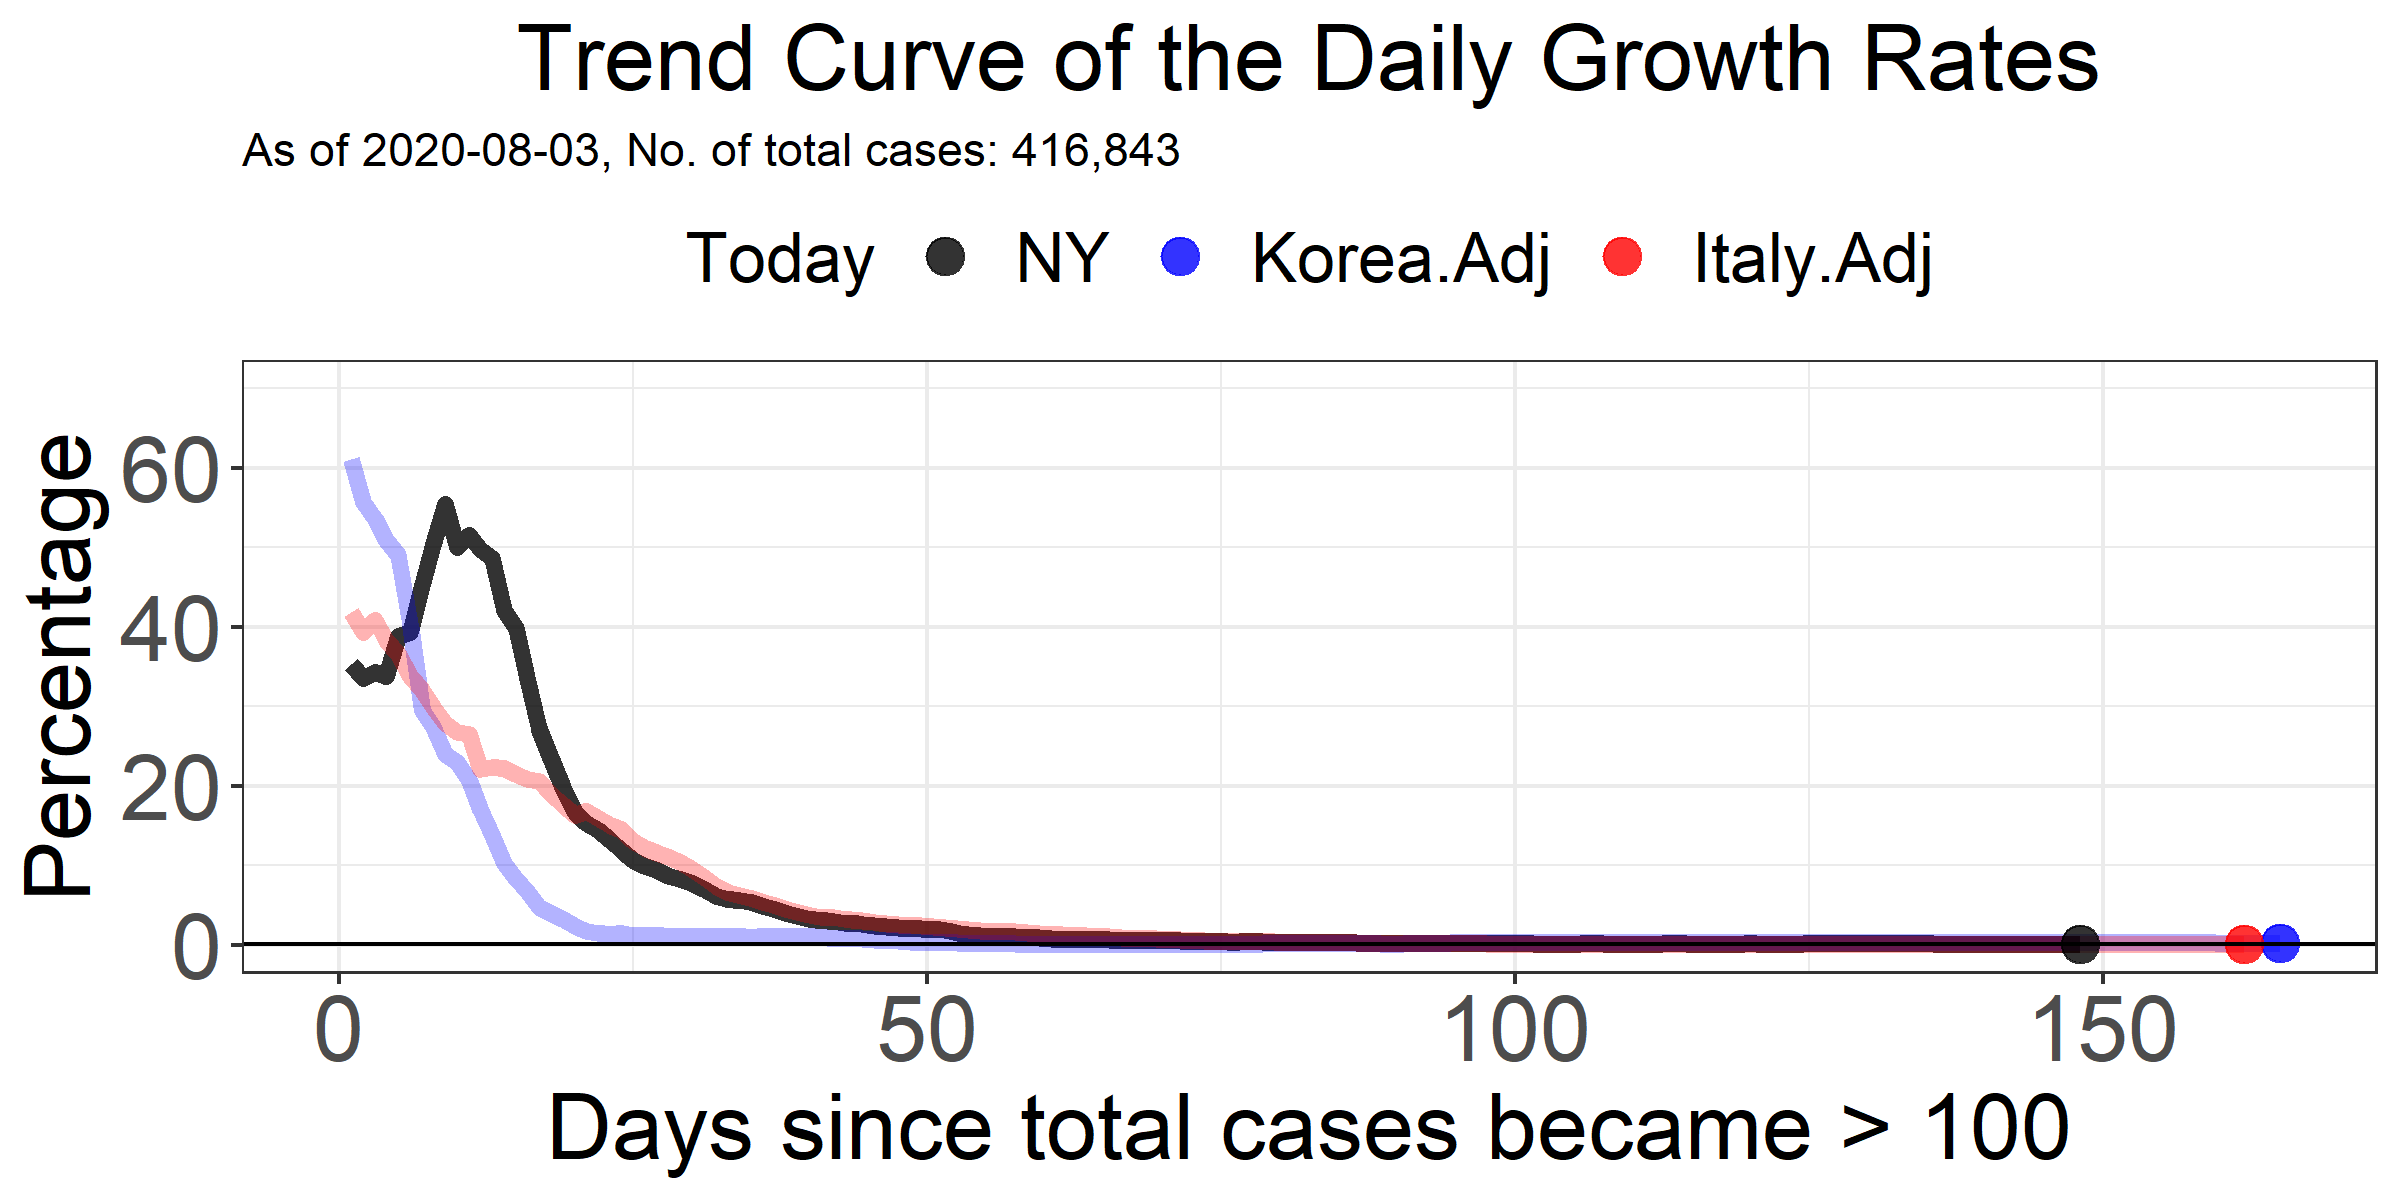 Trend Curve of the Daily Growth Rates
As of 2020-08-03, No. of total cases: 416,843
Today NY Korea.Adj Italy.Adj
Percentage
60
40
20
0
0 50 100 150
Days since total cases became > 100